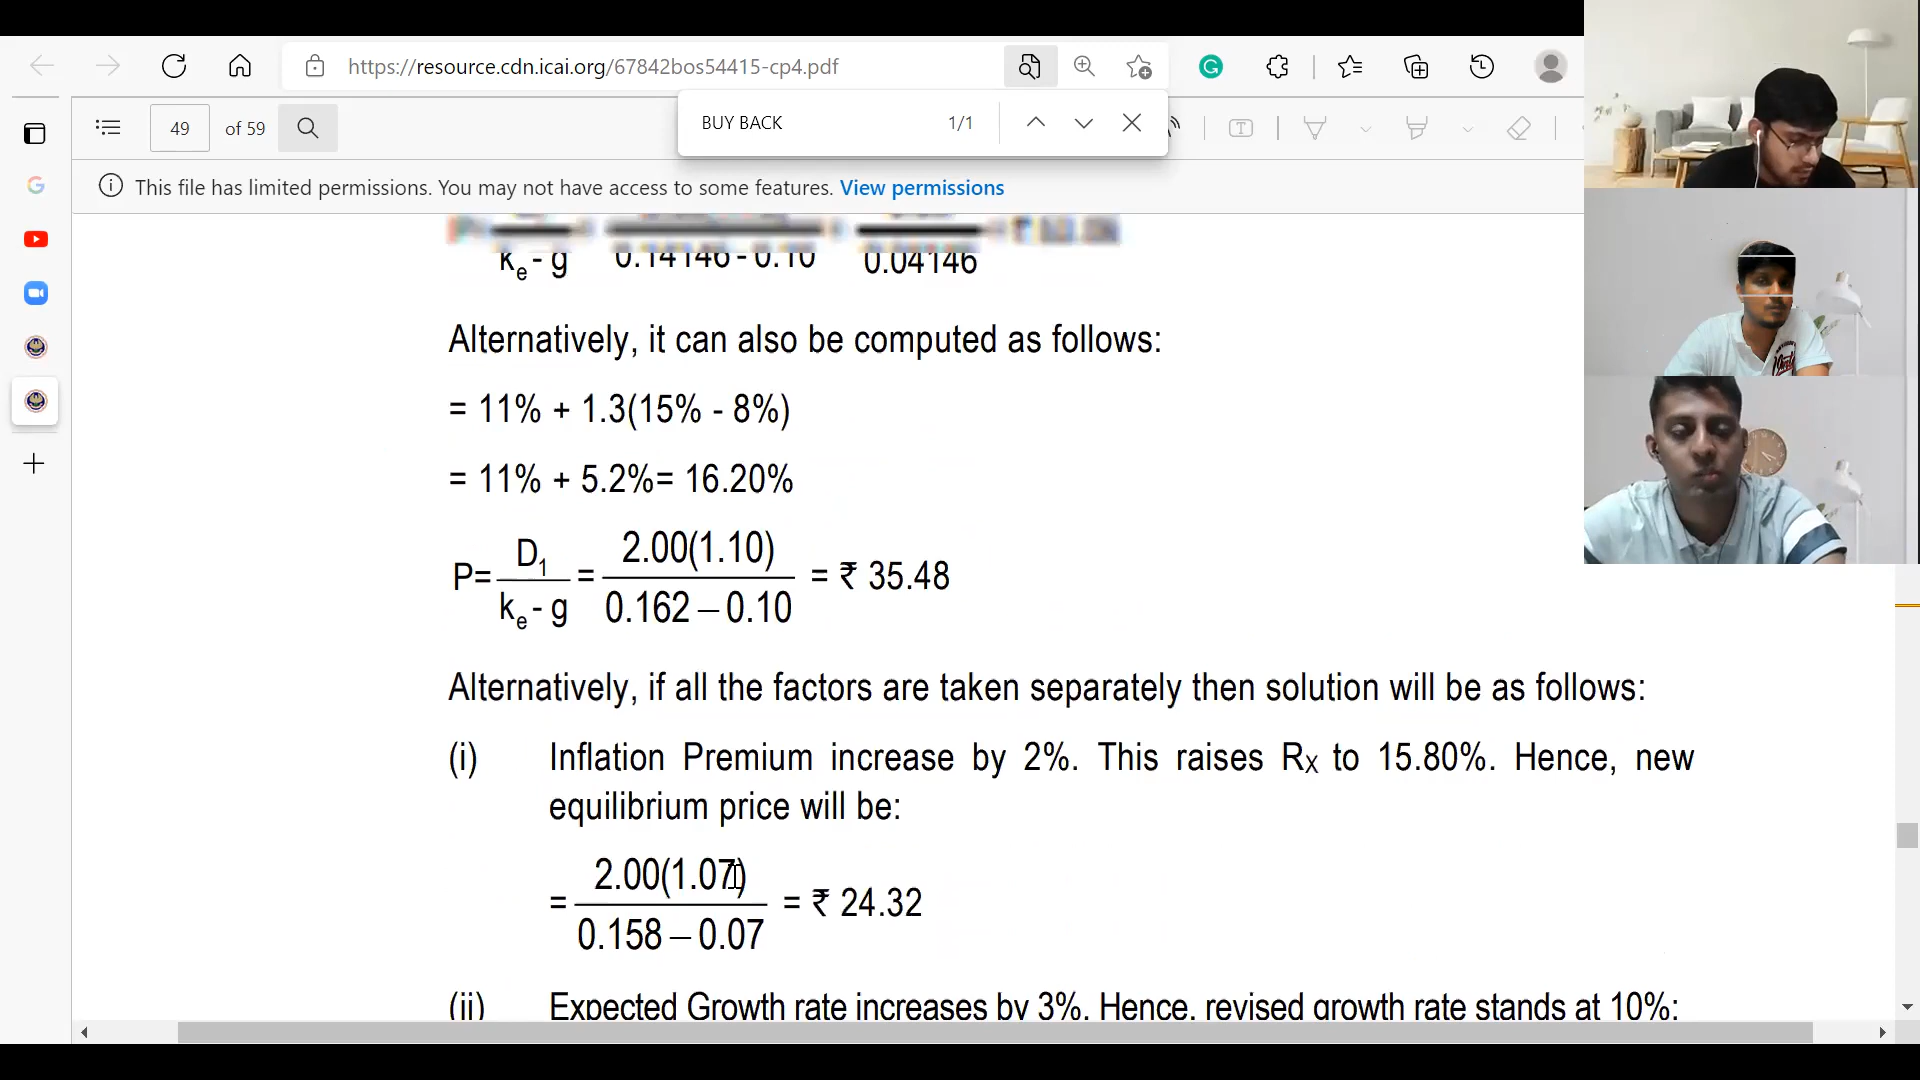 https://resource.cdn.icai.org/67842bos54415-cp4.pdf
49 of 59
BUY BACK 1/1
This file has limited permissions. You may not have access to some features. View permissions
ke - g 0.14146 - 0.10 0.04146
Alternatively, it can also be computed as follows:
= 11% + 1.3(15% - 8%)
= 11% + 5.2%= 16.20%
P= D1 / ke - g = 2.00(1.10) / 0.162 – 0.10 = ₹ 35.48
Alternatively, if all the factors are taken separately then solution will be as follows:
(i) Inflation Premium increase by 2%. This raises RX to 15.80%. Hence, new
equilibrium price will be:
= 2.00(1.07) / 0.158 – 0.07 = ₹ 24.32
(ii) Expected Growth rate increases by 3%. Hence, revised growth rate stands at 10%: